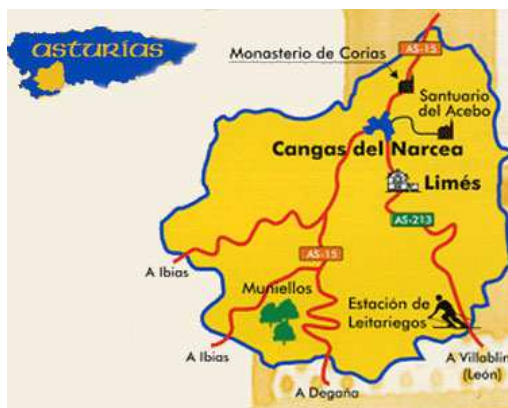 ASTURIAS
AS-15
Monasterio de Corias
Santuario
del Acebo
Cangas del Narcea
Limés
AS-213
AS-15
A Ibias
Muniellos
Estación de
Leitariegos
A Ibias
A Villablin
(León)
A Degaña